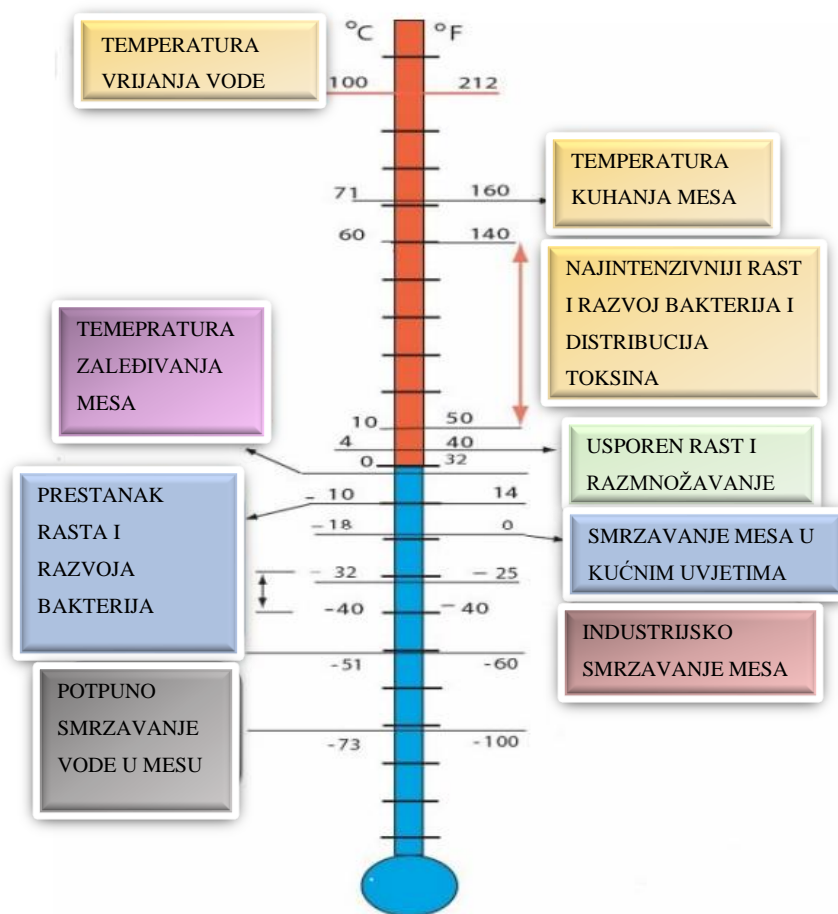 °C °F
TEMPERATURA
VRIJANJA VODE
100 212
TEMPERATURA
KUHANJA MESA
71 160
60 140
NAJINTENZIVNIJI RAST
I RAZVOJ BAKTERIJA I
DISTRIBUCIJA
TOKSINA
TEMEPRATURA
ZALEĐIVANJA
MESA
10 50
4 40
0 32
USPOREN RAST I
RAZMNOŽAVANJE
PRESTANAK
RASTA I
RAZVOJA
BAKTERIJA
- 10 14
-18 0
SMRZAVANJE MESA U
KUĆNIM UVJETIMA
- 32 - 25
-40 - 40
INDUSTRIJSKO
SMRZAVANJE MESA
-51 -60
POTPUNO
SMRZAVANJE
VODE U MESU
-73 -100